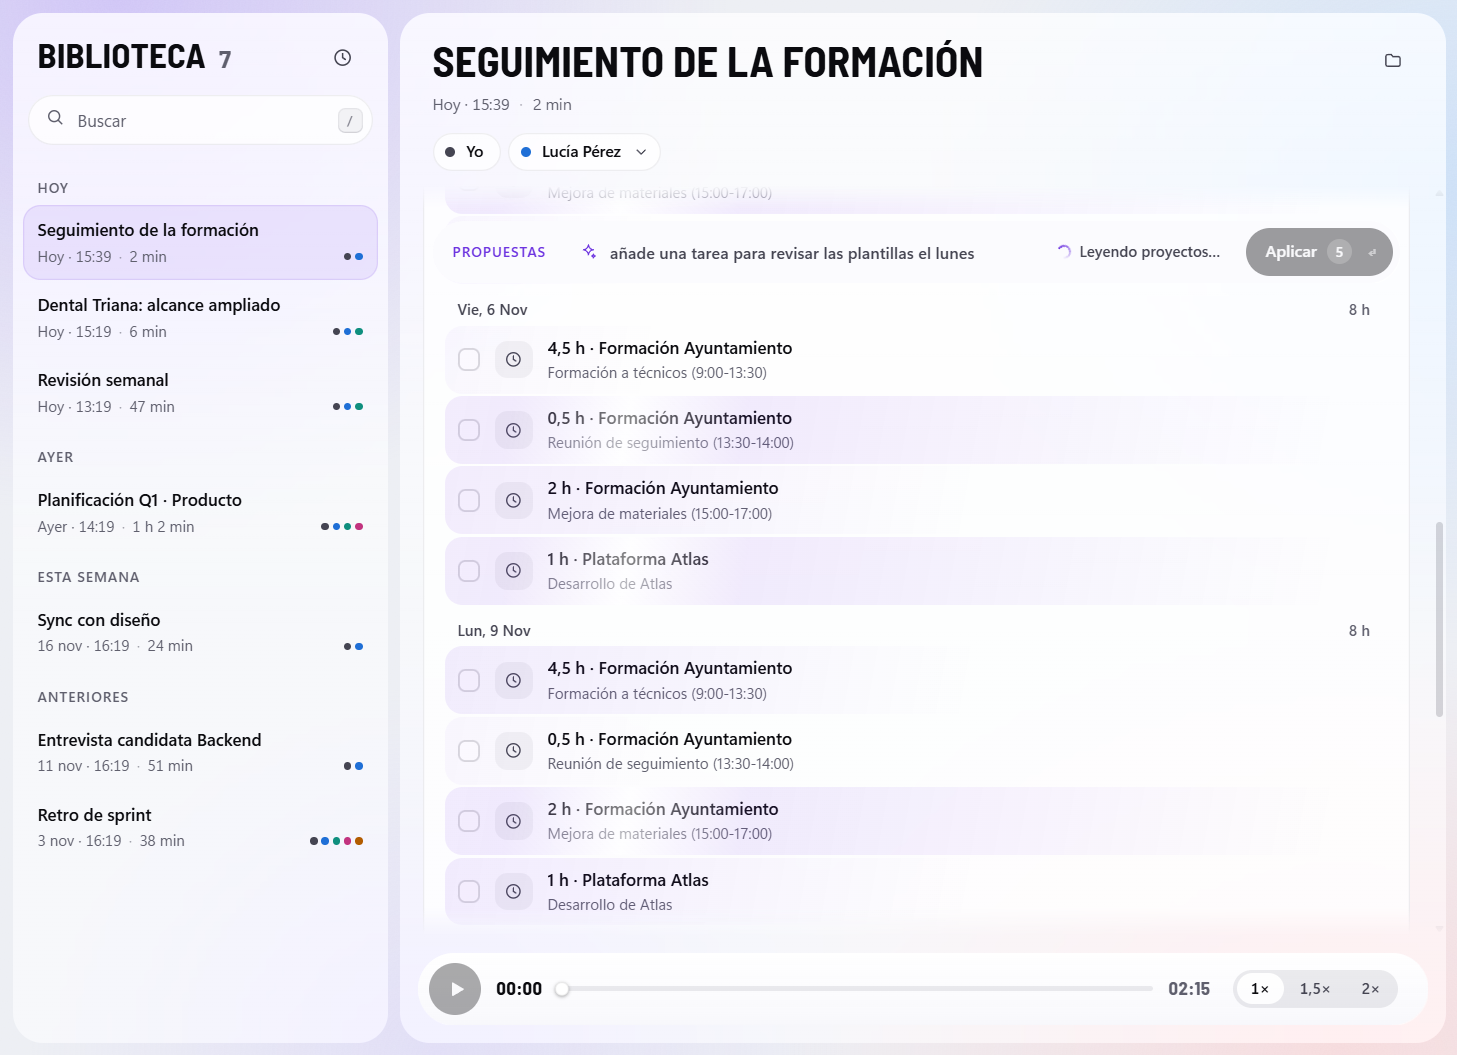 BIBLIOTECA 7
Buscar /
HOY
Seguimiento de la formación
Hoy · 15:39 · 2 min
Dental Triana: alcance ampliado
Hoy · 15:19 · 6 min
Revisión semanal
Hoy · 13:19 · 47 min
AYER
Planificación Q1 · Producto
Ayer · 14:19 · 1 h 2 min
ESTA SEMANA
Sync con diseño
16 nov · 16:19 · 24 min
ANTERIORES
Entrevista candidata Backend
11 nov · 16:19 · 51 min
Retro de sprint
3 nov · 16:19 · 38 min
SEGUIMIENTO DE LA FORMACIÓN
Hoy · 15:39 · 2 min
Yo Lucía Pérez
Mejora de materiales (15:00-17:00)
PROPUESTAS añade una tarea para revisar las plantillas el lunes Leyendo proyectos... Aplicar 5
Vie, 6 Nov 8 h
4,5 h · Formación Ayuntamiento
Formación a técnicos (9:00-13:30)
0,5 h · Formación Ayuntamiento
Reunión de seguimiento (13:30-14:00)
2 h · Formación Ayuntamiento
Mejora de materiales (15:00-17:00)
1 h · Plataforma Atlas
Desarrollo de Atlas
Lun, 9 Nov 8 h
4,5 h · Formación Ayuntamiento
Formación a técnicos (9:00-13:30)
0,5 h · Formación Ayuntamiento
Reunión de seguimiento (13:30-14:00)
2 h · Formación Ayuntamiento
Mejora de materiales (15:00-17:00)
1 h · Plataforma Atlas
Desarrollo de Atlas
00:00 02:15 1× 1,5× 2×